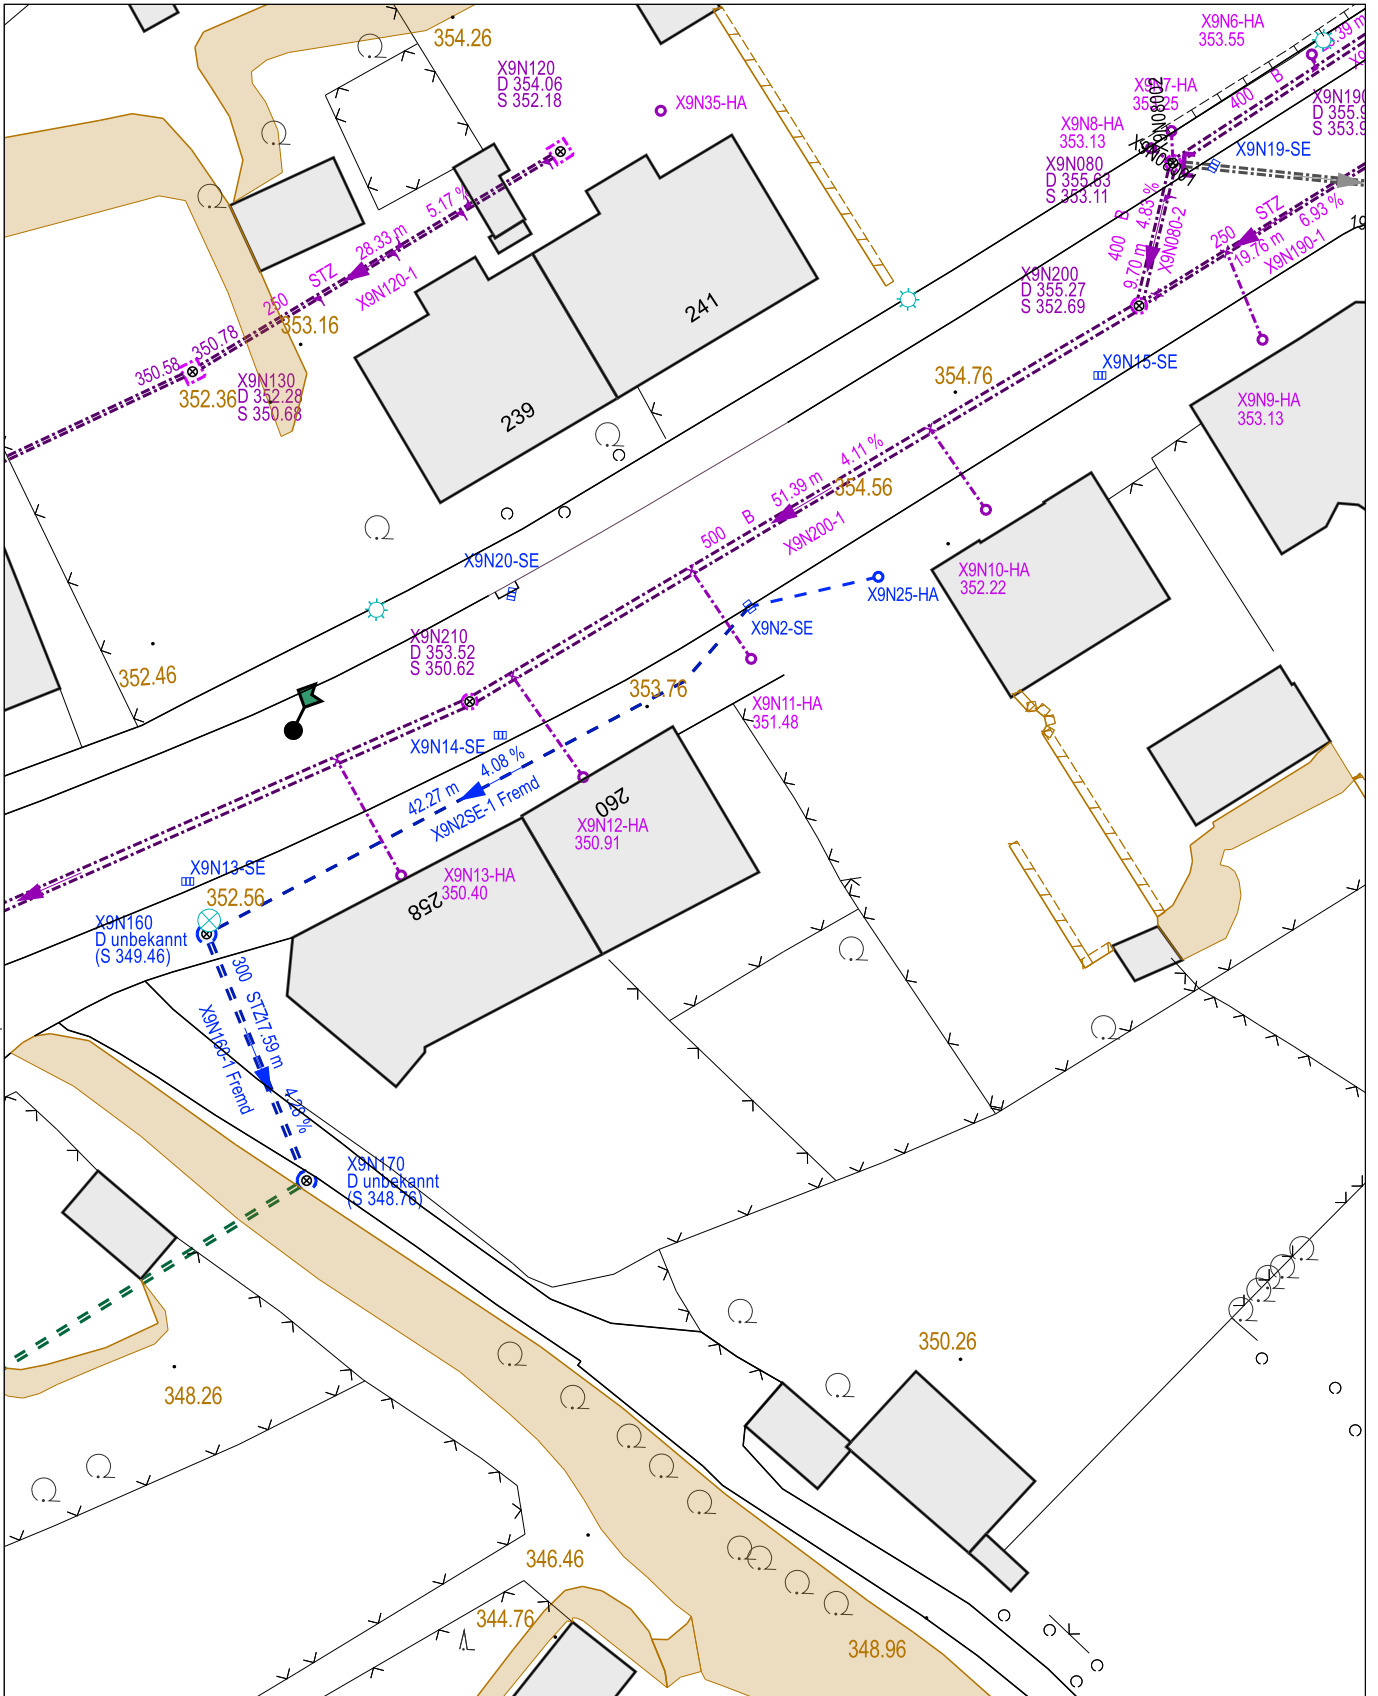 354.26
X9N120
D 354.06
S 352.18
X9N35-HA
X9N6-HA
353.55
400 B
X9N7-HA
X9N190
X9N8-HA
353.13
X9N080
D 355.63
S 353.11
X9N19-SE
5.17 %
28.33 m
STZ
250
X9N120-1
353.16
350.58
350.78
X9N130
D 352.28
S 350.68
352.36
241
239
400 B
9.70 m 4.83 %
X9N080-2
STZ
250
19.76 m 6.93 %
X9N190-1
X9N200
D 355.27
S 352.69
X9N15-SE
354.76
X9N9-HA
353.13
4.11 %
51.39 m
500 B
X9N200-1
354.56
X9N20-SE
X9N10-HA
352.22
X9N25-HA
X9N2-SE
X9N210
D 353.52
S 350.62
352.46
353.76
X9N11-HA
351.48
X9N14-SE
42.27 m 4.08 %
X9N2SE-1 Fremd
260
X9N12-HA
350.91
X9N13-HA
350.40
258
X9N13-SE
352.56
X9N160
D unbekannt
(S 349.46)
300 STZ
17.59 m 4.28 %
X9N160-1 Fremd
X9N170
D unbekannt
(S 348.76)
350.26
348.26
346.46
344.76
348.96